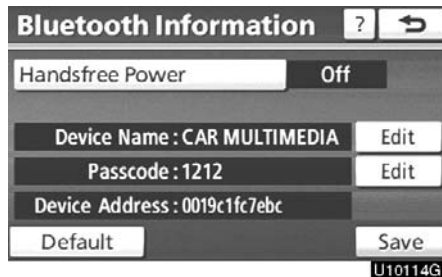 Bluetooth Information ?
Handsfree Power Off
Device Name : CAR MULTIMEDIA Edit
Passcode : 1212 Edit
Device Address : 0019c1fc7ebc
Default Save
U10114G